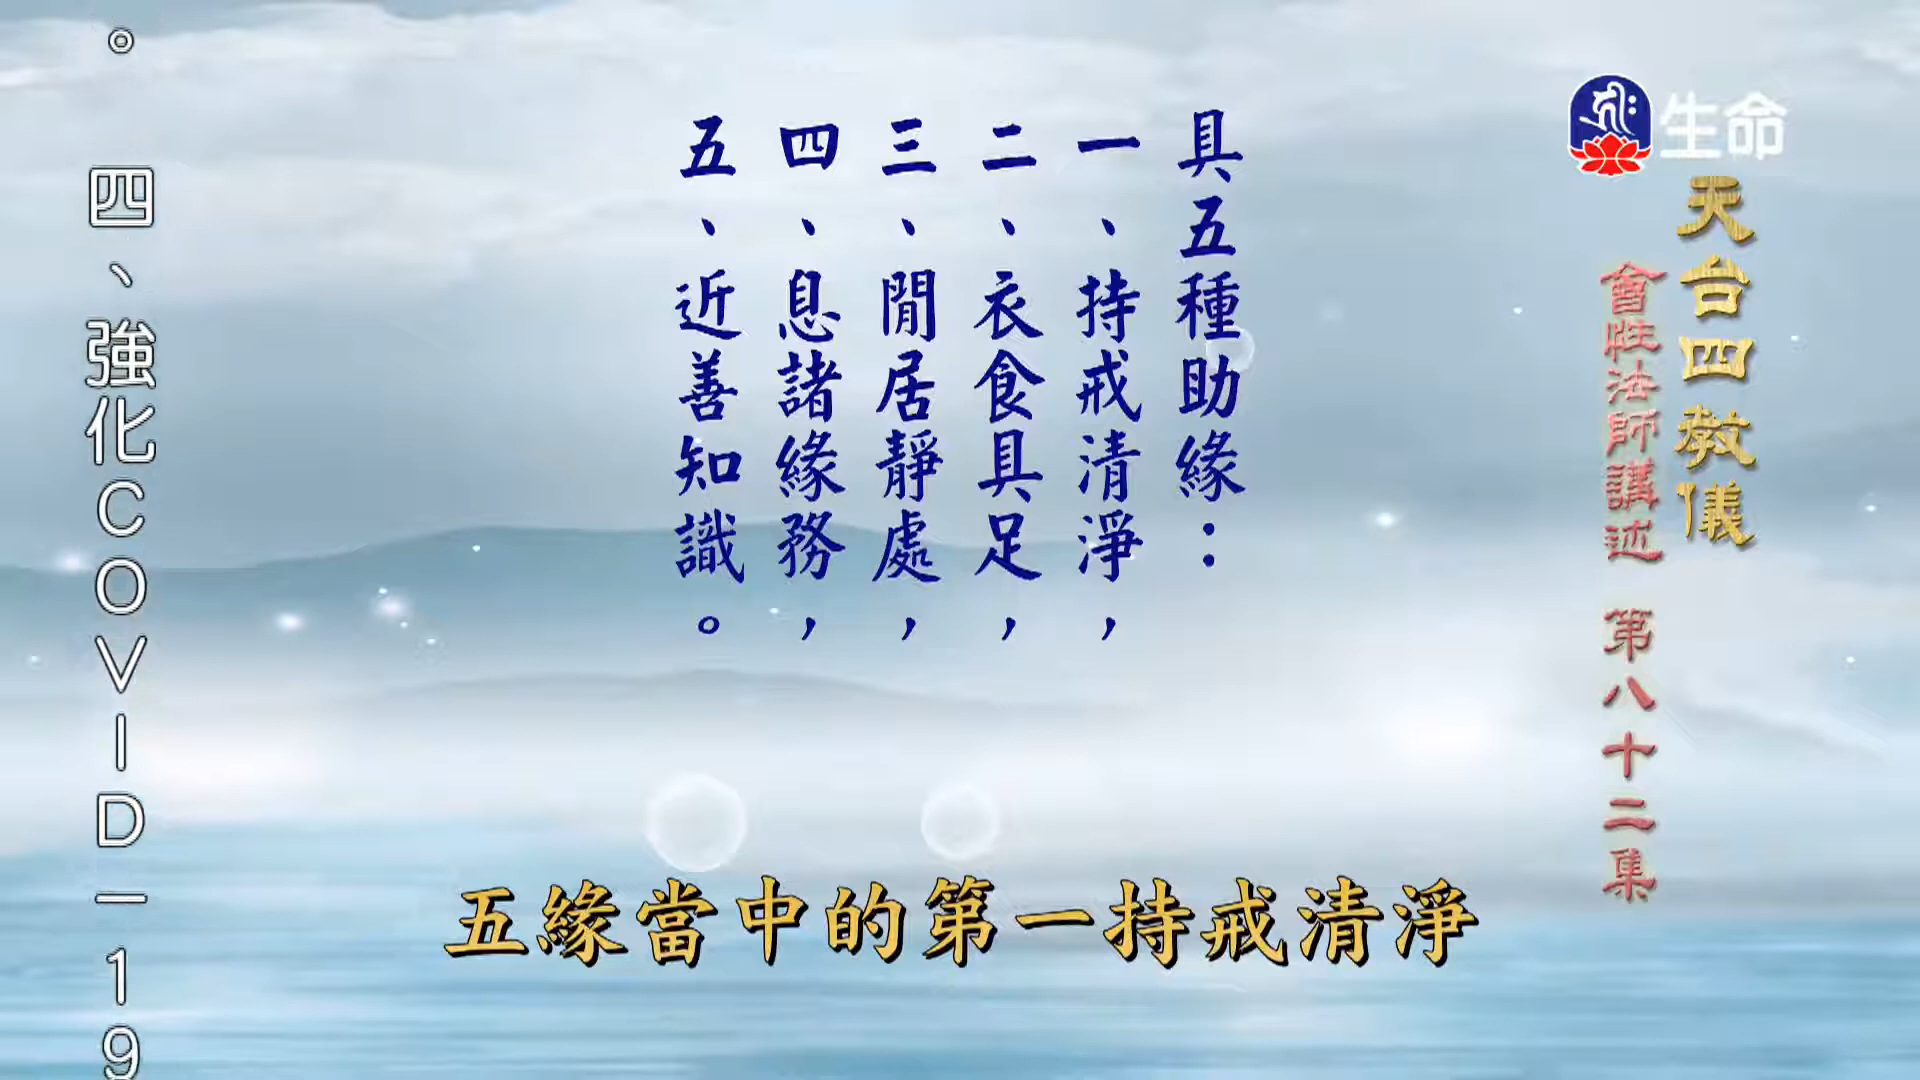 生命
天台四教儀
會性法師講述 第八十二集
具五種助緣：
一、持戒清淨，
二、衣食具足，
三、閒居靜處，
四、息諸緣務，
五、近善知識。
。四、強化COVID－19
五緣當中的第一持戒清淨